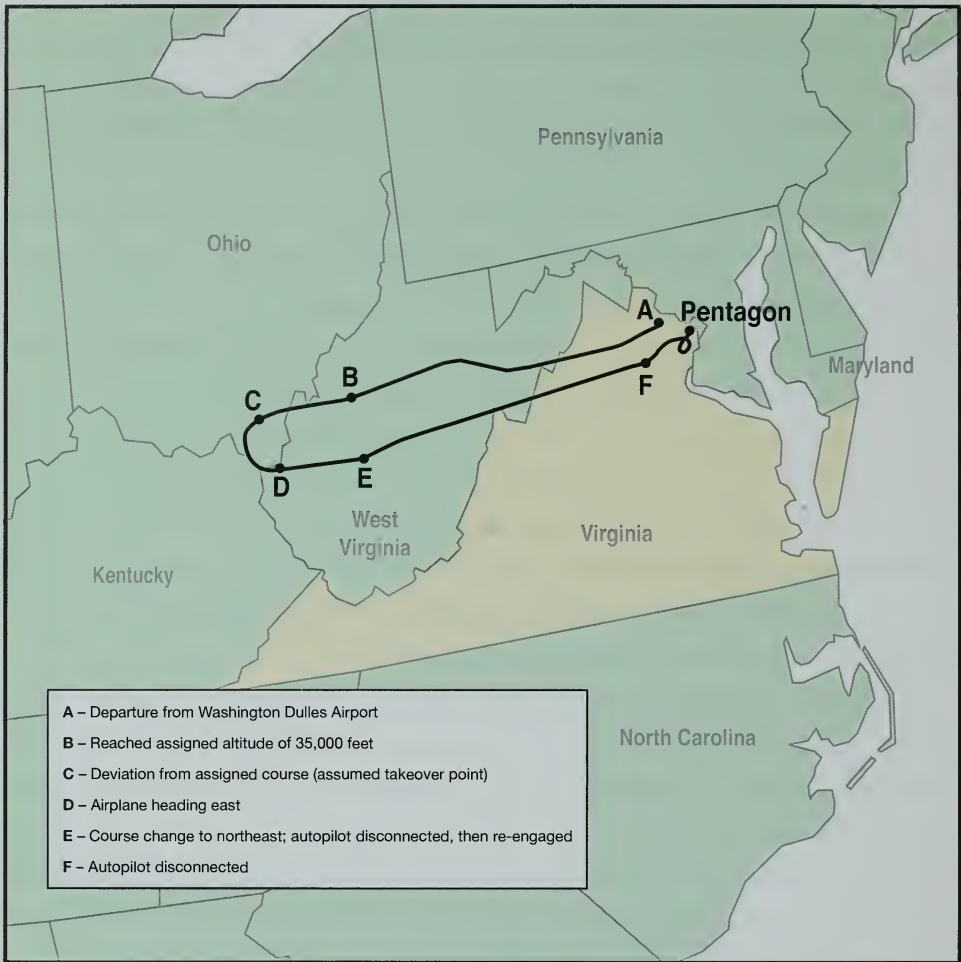 Pennsylvania
Ohio
A
Pentagon
F
Maryland
B
C
D
E
West
Virginia
Virginia
Kentucky
North Carolina
A – Departure from Washington Dulles Airport
B – Reached assigned altitude of 35,000 feet
C – Deviation from assigned course (assumed takeover point)
D – Airplane heading east
E – Course change to northeast; autopilot disconnected, then re-engaged
F – Autopilot disconnected